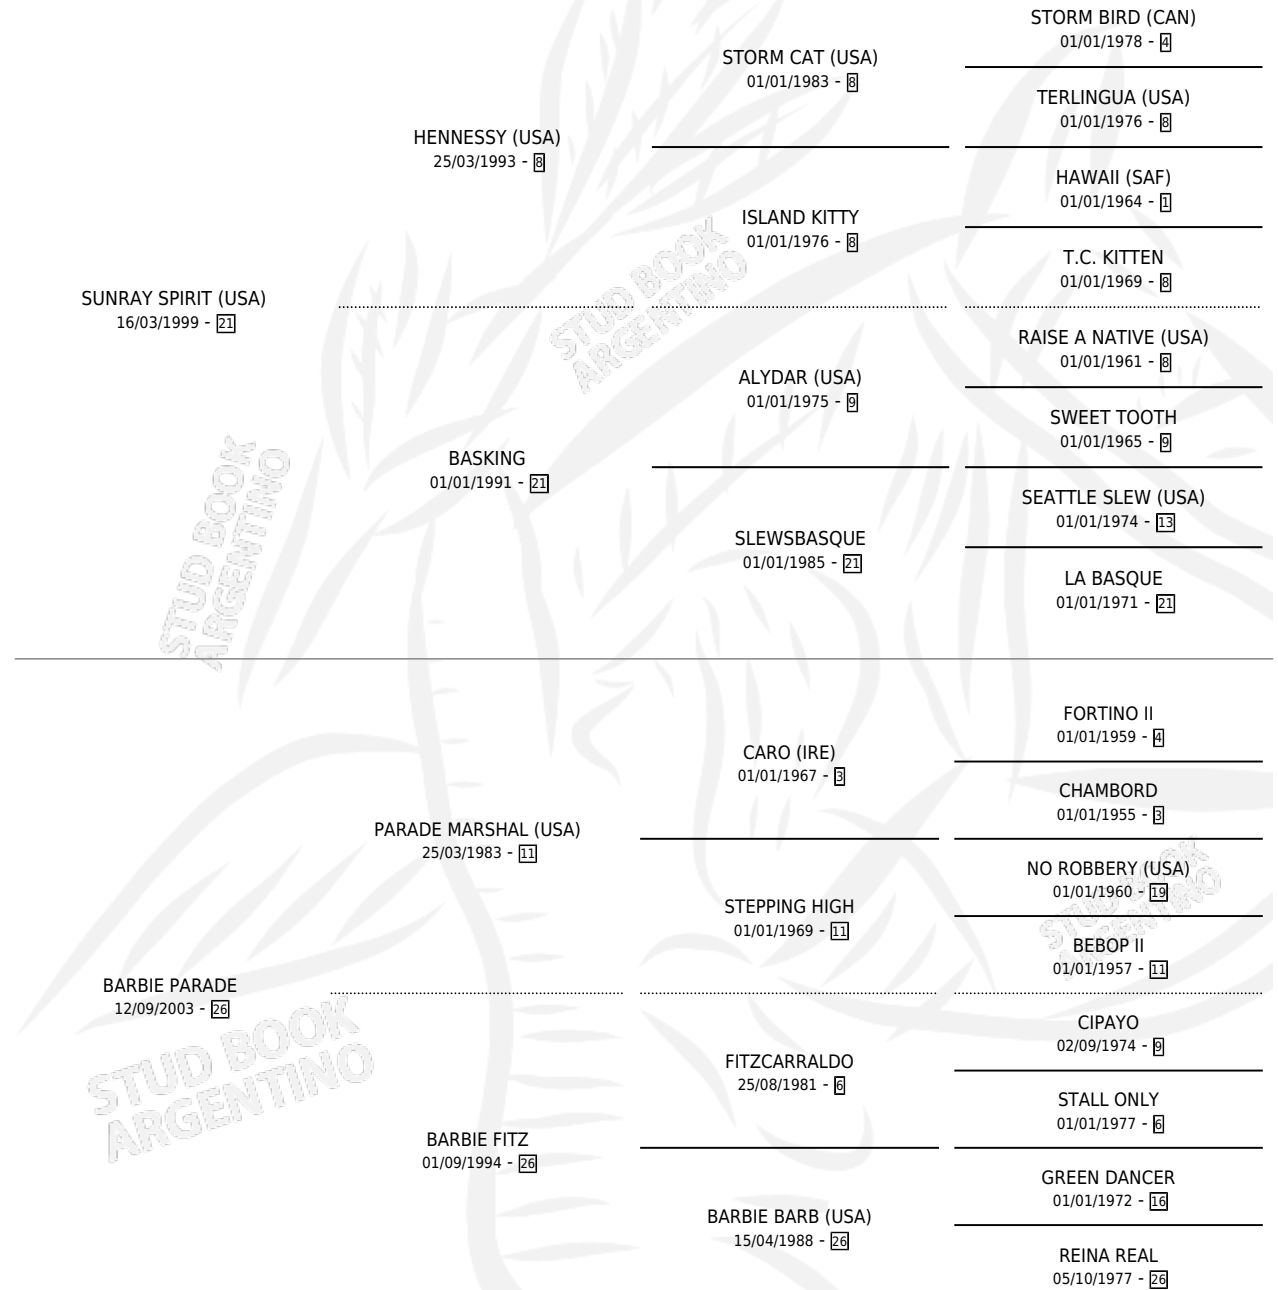 STORM BIRD (CAN)
01/01/1978 - 4
STORM CAT (USA)
01/01/1983 - 8
TERLINGUA (USA)
01/01/1976 - 8
HENNESSY (USA)
25/03/1993 - 8
HAWAII (SAF)
01/01/1964 - 1
ISLAND KITTY
01/01/1976 - 8
T.C. KITTEN
01/01/1969 - 8
SUNRAY SPIRIT (USA)
16/03/1999 - 21
STUD BOOK
ARGENTINO
RAISE A NATIVE (USA)
01/01/1961 - 8
ALYDAR (USA)
01/01/1975 - 9
SWEET TOOTH
01/01/1965 - 9
BASKING
01/01/1991 - 21
SEATTLE SLEW (USA)
01/01/1974 - 13
SLEWSBASQUE
01/01/1985 - 21
LA BASQUE
01/01/1971 - 21
STUD BOOK
ARGENTINO
FORTINO II
01/01/1959 - 4
CARO (IRE)
01/01/1967 - 3
CHAMBORD
01/01/1955 - 3
PARADE MARSHAL (USA)
25/03/1983 - 11
NO ROBBERY (USA)
01/01/1960 - 19
STEPPING HIGH
01/01/1969 - 11
STUD BOOK
ARGENTINO
BEBOP II
01/01/1957 - 11
BARBIE PARADE
12/09/2003 - 26
CIPAYO
02/09/1974 - 9
FITZCARRALDO
25/08/1981 - 6
STUD BOOK
ARGENTINO
STALL ONLY
01/01/1977 - 6
BARBIE FITZ
01/09/1994 - 26
GREEN DANCER
01/01/1972 - 16
BARBIE BARB (USA)
15/04/1988 - 26
REINA REAL
05/10/1977 - 26